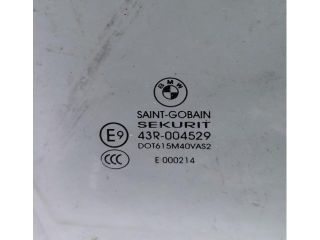 BMW
SAINT-GOBAIN
SEKURIT
E9 43R-004529
DOT615M40VAS2
CCC
E 000214